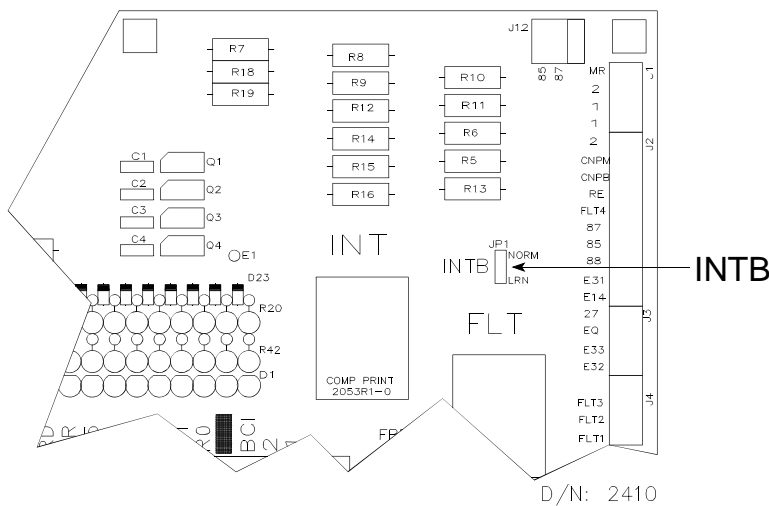 J1.2
85
87
R7
R18
R19
R8
R9
R12
R14
R15
R16
R10
R11
R6
R5
R13
J1
MR
2
1
1
2
J2
CNPM
CNPB
RE
FLT4
87
85
88
E31
E14
27
EQ
E33
E32
J3
J4
FLT3
FLT2
FLT1
C1
Q1
C2
Q2
C3
Q3
C4
Q4
E1
D23
R20
R42
D1
INT
JP1
NORM
INTB
LRN
INTB
FLT
COMP PRINT
2053R1-0
BCI
D/N: 2410